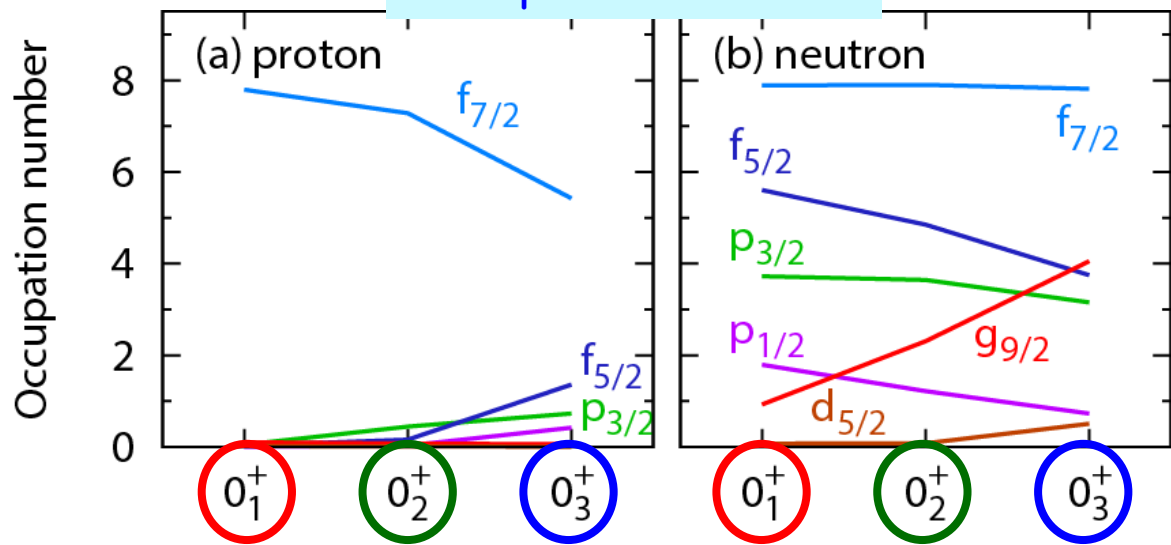 (a) proton
(b) neutron
Occupation number
8
6
4
2
0
f7/2
f5/2
p3/2
f7/2
f5/2
p3/2
p1/2
g9/2
d5/2
0+1
0+2
0+3
0+1
0+2
0+3